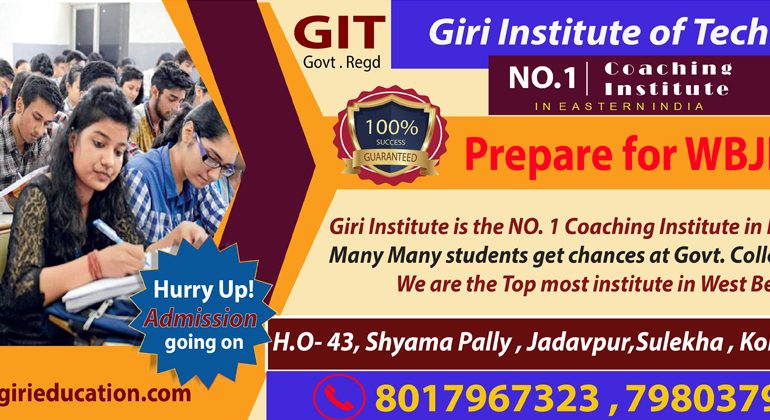 GIT
Govt . Regd
Giri Institute of Tech
NO.1 | Coaching
Institute
IN EASTERN INDIA
100%
SUCCESS
GUARANTEED
Prepare for WBJ
Giri Institute is the NO. 1 Coaching Institute in
Many Many students get chances at Govt. Colle
We are the Top most institute in West Be
Hurry Up!
Admission
going on
H.O- 43, Shyama Pally , Jadavpur,Sulekha , Kol
girieducation.com
8017967323 , 7980379